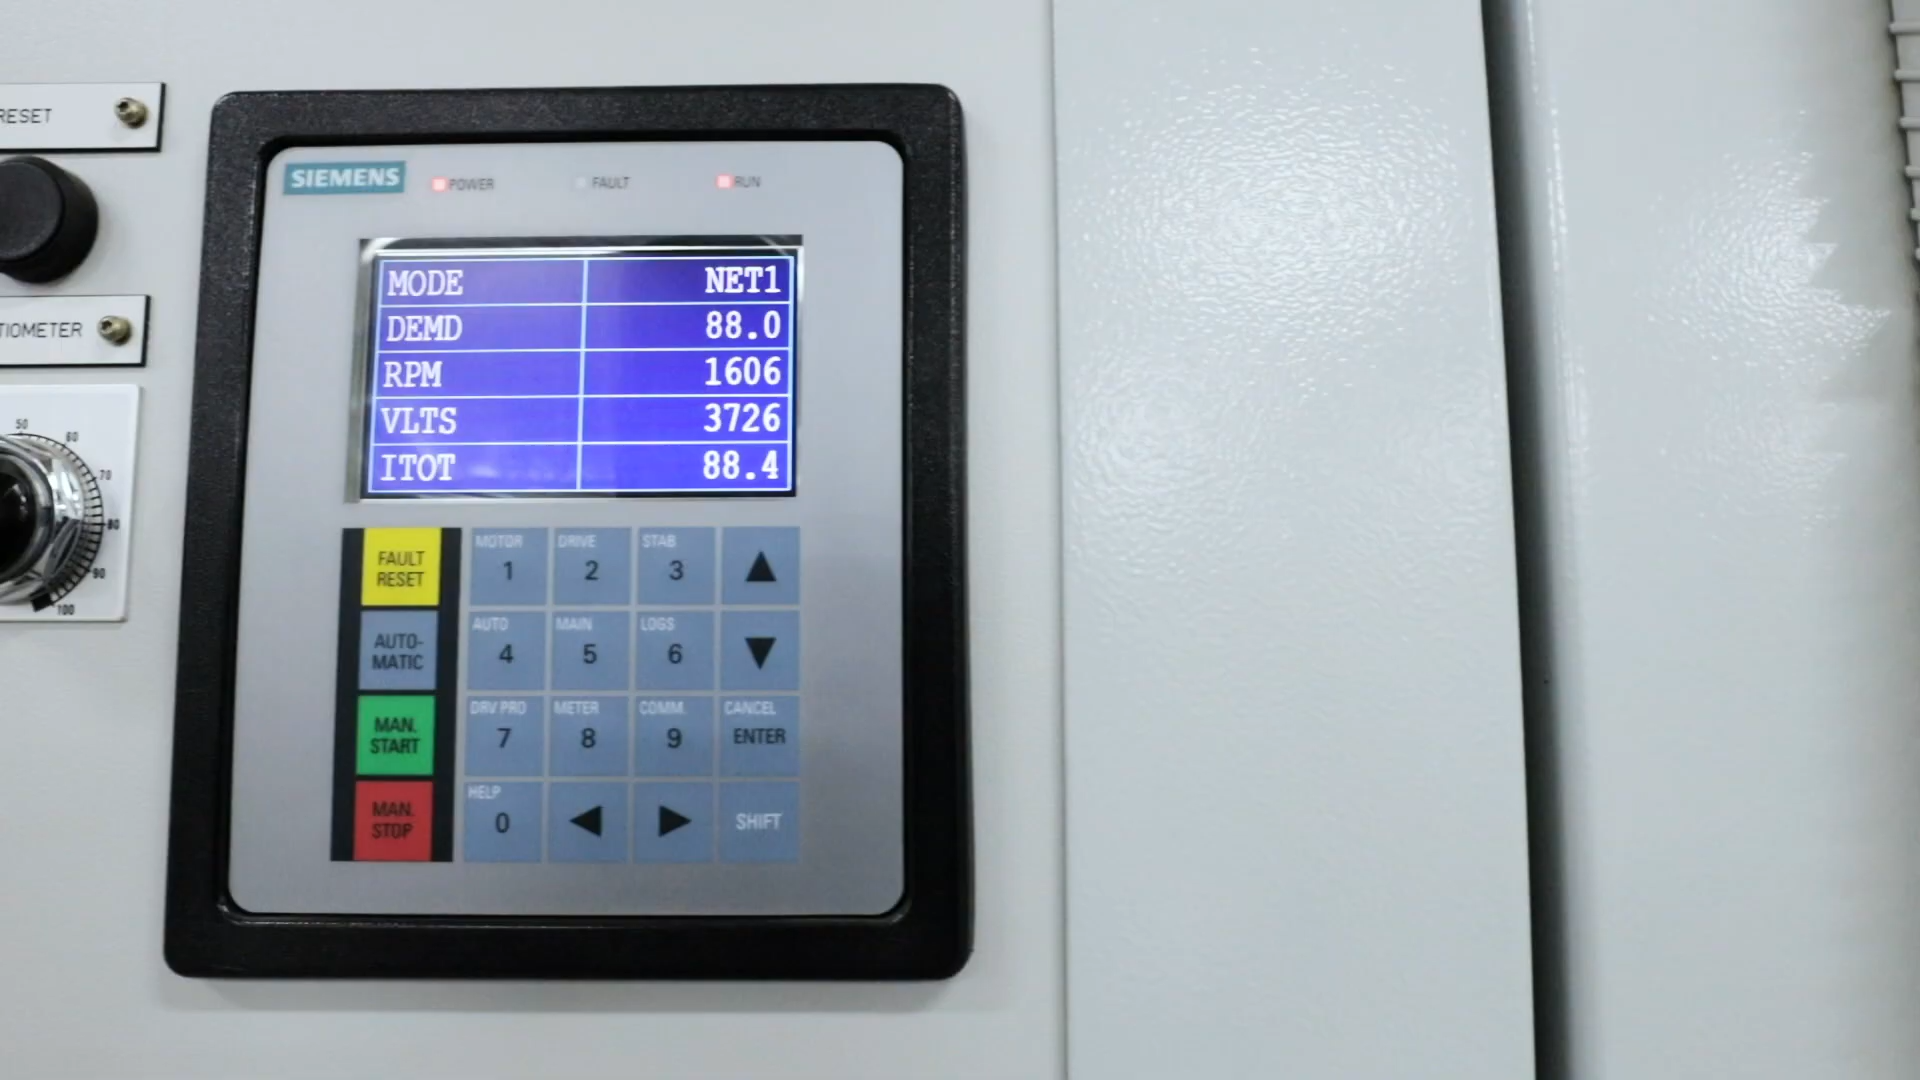 RESET
TIOMETER
50
60
70
80
90
100
SIEMENS
POWER FAULT RUN
MODE NET1
DEMD 88.0
RPM 1606
VLTS 3726
ITOT 88.4
FAULT RESET
AUTO-MATIC
MAN. START
MAN. STOP
MOTOR DRIVE STAB
1 2 3
AUTO MAIN LOGS
4 5 6
DRV PRO METER COMM. CANCEL
7 8 9 ENTER
HELP
0 SHIFT